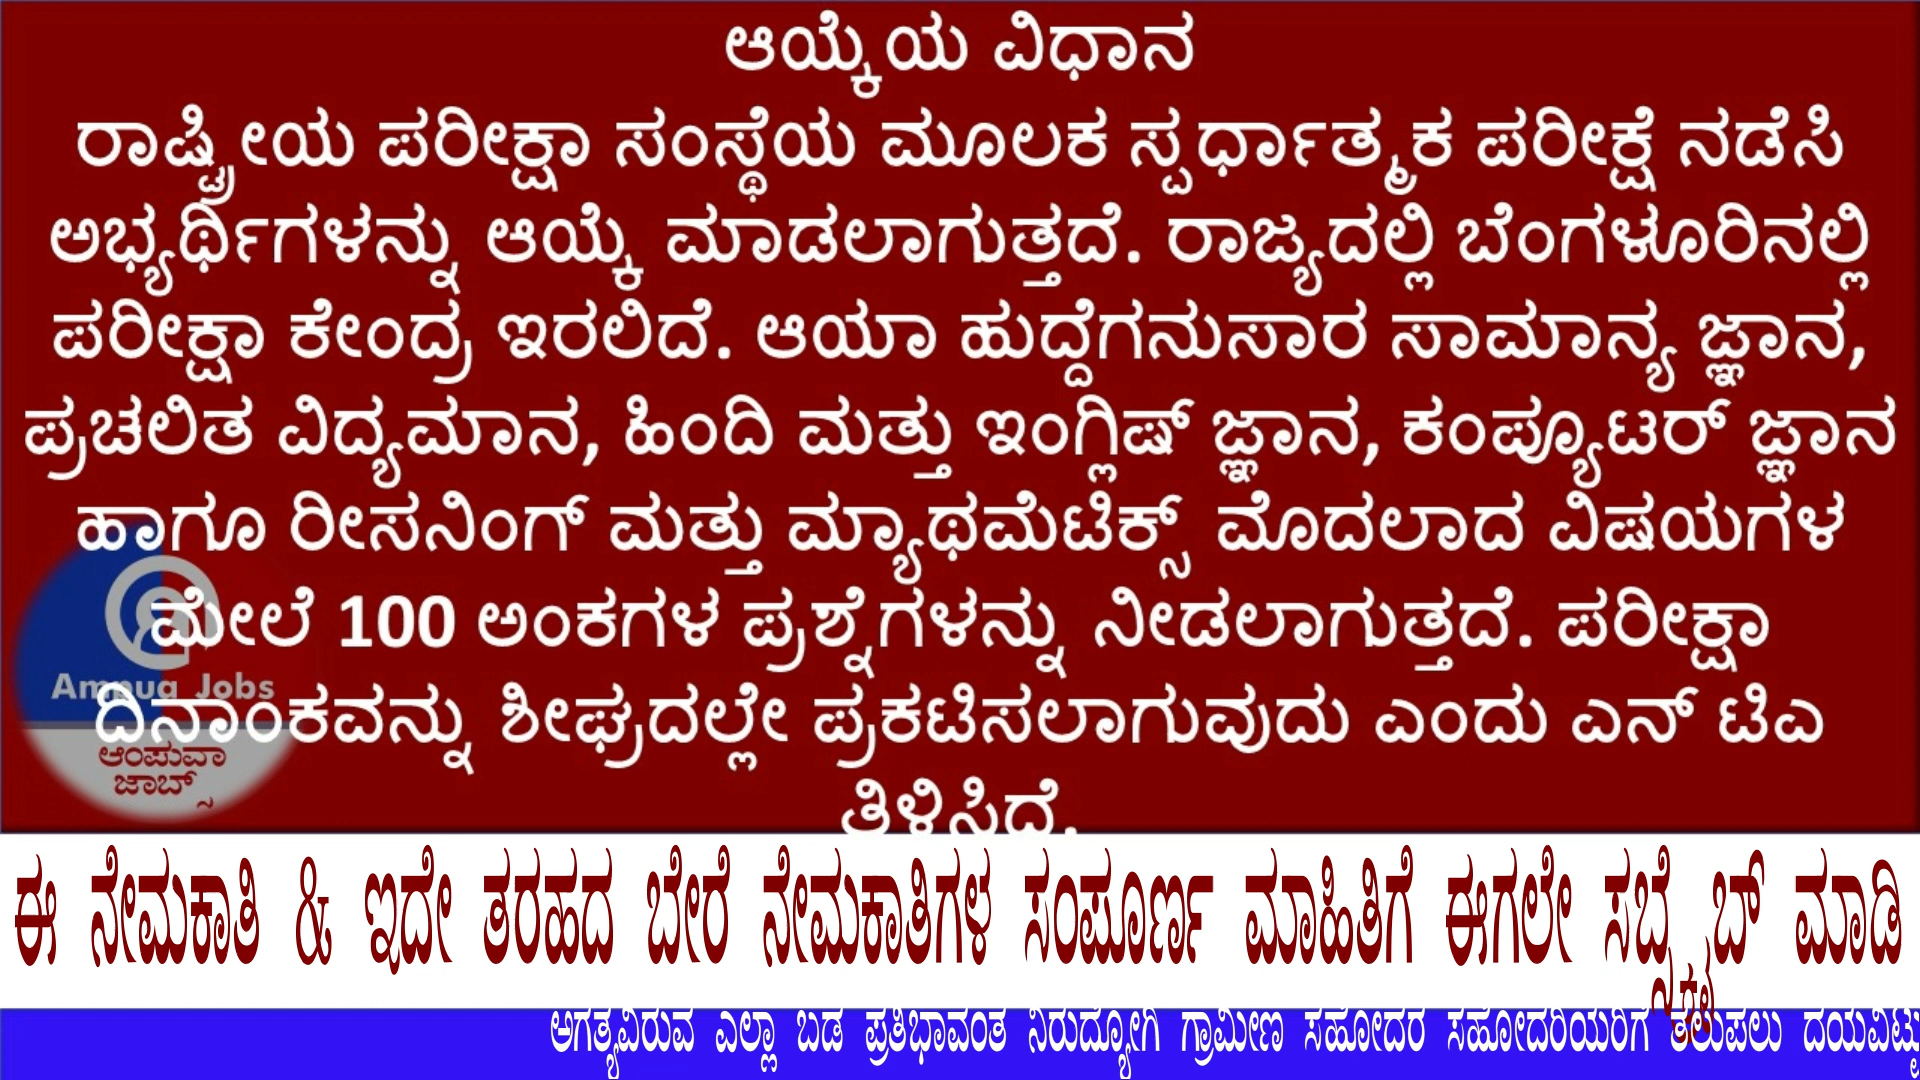 ಆಯ್ಕೆಯ ವಿಧಾನ
ರಾಷ್ಟ್ರೀಯ ಪರೀಕ್ಷಾ ಸಂಸ್ಥೆಯ ಮೂಲಕ ಸ್ಪರ್ಧಾತ್ಮಕ ಪರೀಕ್ಷೆ ನಡೆಸಿ
ಅಭ್ಯರ್ಥಿಗಳನ್ನು ಆಯ್ಕೆ ಮಾಡಲಾಗುತ್ತದೆ. ರಾಜ್ಯದಲ್ಲಿ ಬೆಂಗಳೂರಿನಲ್ಲಿ
ಪರೀಕ್ಷಾ ಕೇಂದ್ರ ಇರಲಿದೆ. ಆಯಾ ಹುದ್ದೆಗನುಸಾರ ಸಾಮಾನ್ಯ ಜ್ಞಾನ,
ಪ್ರಚಲಿತ ವಿದ್ಯಮಾನ, ಹಿಂದಿ ಮತ್ತು ಇಂಗ್ಲಿಷ್ ಜ್ಞಾನ, ಕಂಪ್ಯೂಟರ್ ಜ್ಞಾನ
ಹಾಗೂ ರೀಸನಿಂಗ್ ಮತ್ತು ಮ್ಯಾಥಮೆಟಿಕ್ಸ್ ಮೊದಲಾದ ವಿಷಯಗಳ
ಮೇಲೆ 100 ಅಂಕಗಳ ಪ್ರಶ್ನೆಗಳನ್ನು ನೀಡಲಾಗುತ್ತದೆ. ಪರೀಕ್ಷಾ
ದಿನಾಂಕವನ್ನು ಶೀಘ್ರದಲ್ಲೇ ಪ್ರಕಟಿಸಲಾಗುವುದು ಎಂದು ಎನ್ ಟಿಎ
ತಿಳಿಸಿದೆ.
Ampug Jobs
ಆಂಪುವಾ
ಜಾಬ್ಸ್
ಈ ನೇಮಕಾತಿ & ಇದೇ ತರಹದ ಬೇರೆ ನೇಮಕಾತಿಗಳ ಸಂಪೂರ್ಣ ಮಾಹಿತಿಗೆ ಈಗಲೇ ಸಬ್ಸ್ಕ್ರೈಬ್ ಮಾಡಿ
ಅಗತ್ಯವಿರುವ ಎಲ್ಲಾ ಬಡ ಪ್ರತಿಭಾವಂತ ನಿರುದ್ಯೋಗಿ ಗ್ರಾಮೀಣ ಸಹೋದರ ಸಹೋದರಿಯರಿಗೆ ತಲುಪಲು ದಯವಿಟ್ಟು